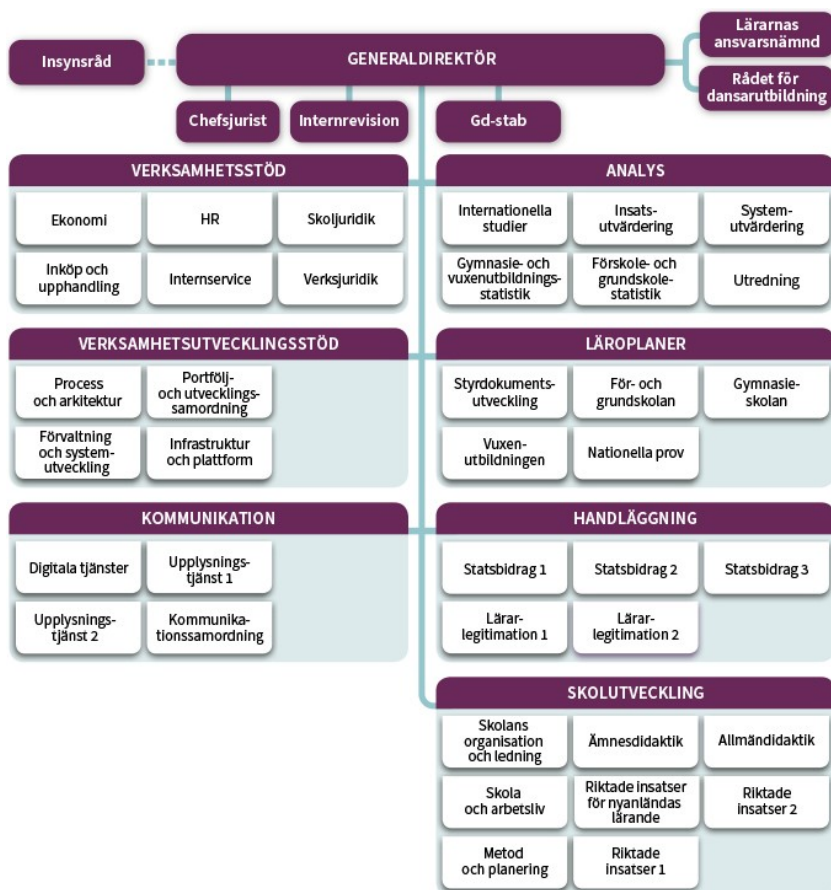 Insynsråd
GENERALDIREKTÖR
Lärarnas
ansvarsnämnd
Rådet för
dansarutbildning
Chefsjurist
Internrevision
Gd-stab
VERKSAMHETSSTÖD
Ekonomi
HR
Skoljuridik
Inköp och
upphandling
Internservice
Verksjuridik
ANALYS
Internationella
studier
Insats-
utvärdering
System-
utvärdering
Gymnasie- och
vuxenutbildnings-
statistik
Förskole- och
grundskole-
statistik
Utredning
VERKSAMHETSUTVECKLINGSSTÖD
Process
och arkitektur
Portfölj-
och utvecklings-
samordning
Förvaltning
och system-
utveckling
Infrastruktur
och plattform
LÄROPLANER
Styrdokuments-
utveckling
För- och
grundskolan
Gymnasie-
skolan
Vuxen-
utbildningen
Nationella prov
KOMMUNIKATION
Digitala tjänster
Upplysnings-
tjänst 1
Upplysnings-
tjänst 2
Kommunika-
tionssamordning
HANDLÄGGNING
Statsbidrag 1
Statsbidrag 2
Statsbidrag 3
Lärar-
legitimation 1
Lärar-
legitimation 2
SKOLUTVECKLING
Skolans
organisation
och ledning
Ämnesdidaktik
Allmändidaktik
Skola
och arbetsliv
Riktade insatser
för nyanländas
lärande
Riktade
insatser 2
Metod
och planering
Riktade
insatser 1